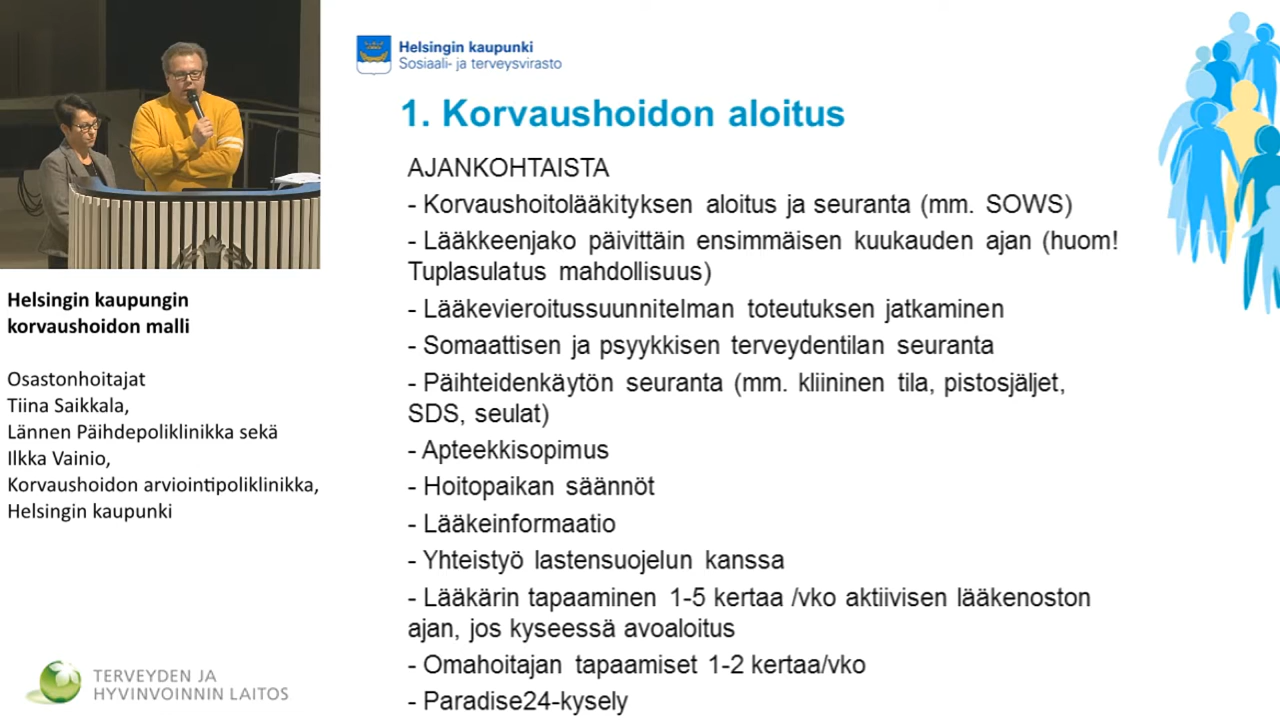 Helsingin kaupunki
Sosiaali- ja terveysvirasto
1. Korvaushoidon aloitus
AJANKOHTAISTA
- Korvaushoitolääkityksen aloitus ja seuranta (mm. SOWS)
- Lääkkeenjako päivittäin ensimmäisen kuukauden ajan (huom!
Tuplasulatus mahdollisuus)
- Lääkevieroitussuunnitelman toteutuksen jatkaminen
- Somaattisen ja psyykkisen terveydentilan seuranta
- Päihteidenkäytön seuranta (mm. kliininen tila, pistosjäljet,
SDS, seulat)
- Apteekkisopimus
- Hoitopaikan säännöt
- Lääkeinformaatio
- Yhteistyö lastensuojelun kanssa
- Lääkärin tapaaminen 1-5 kertaa /vko aktiivisen lääkenoston
ajan, jos kyseessä avoaloitus
- Omahoitajan tapaamiset 1-2 kertaa/vko
- Paradise24-kysely
Helsingin kaupungin
korvaushoidon malli
Osastonhoitajat
Tiina Saikkala,
Lännen Päihdepoliklinikka sekä
Ilkka Vainio,
Korvaushoidon arviointipoliklinikka,
Helsingin kaupunki
TERVEYDEN JA
HYVINVOINNIN LAITOS